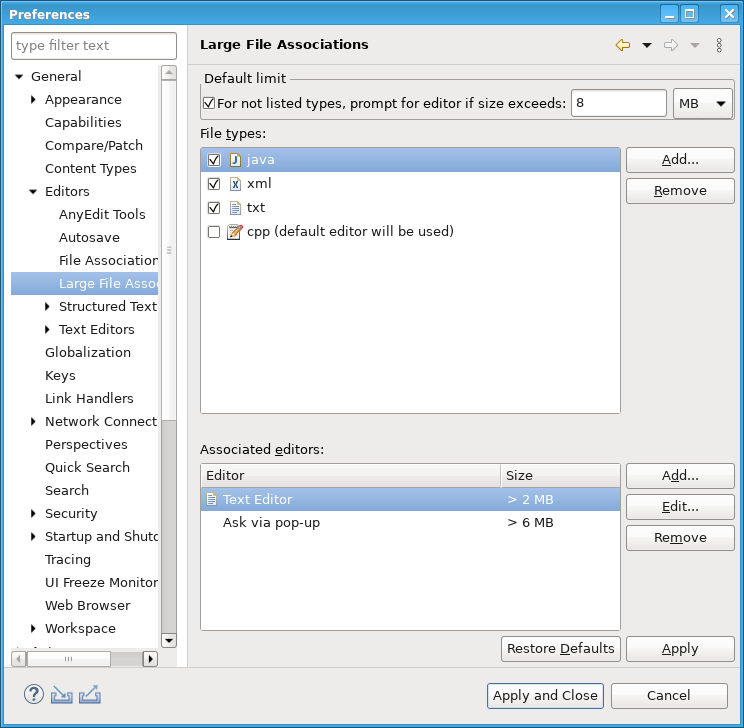 Preferences
type filter text
General
Appearance
Capabilities
Compare/Patch
Content Types
Editors
AnyEdit Tools
Autosave
File Association
Large File Asso
Structured Text
Text Editors
Globalization
Keys
Link Handlers
Network Connect
Perspectives
Quick Search
Search
Security
Startup and Shut
Tracing
UI Freeze Monitor
Web Browser
Workspace
Large File Associations
Default limit
For not listed types, prompt for editor if size exceeds: 8 MB
File types:
java
xml
txt
cpp (default editor will be used)
Add...
Remove
Associated editors:
Editor Size
Text Editor > 2 MB
Ask via pop-up > 6 MB
Add...
Edit...
Remove
Restore Defaults Apply
Apply and Close Cancel